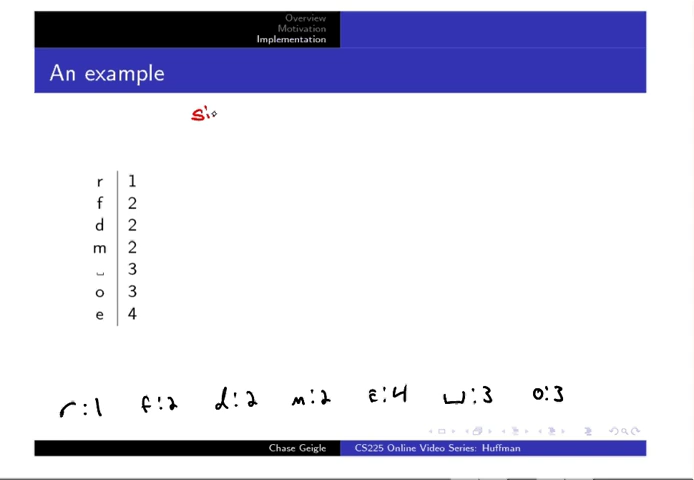 Overview
Motivation
Implementation
An example
si
r 1
f 2
d 2
m 2
␣ 3
o 3
e 4
r:1 f:2 d:2 m:2 e:4 ␣:3 o:3
Chase Geigle CS225 Online Video Series: Huffman